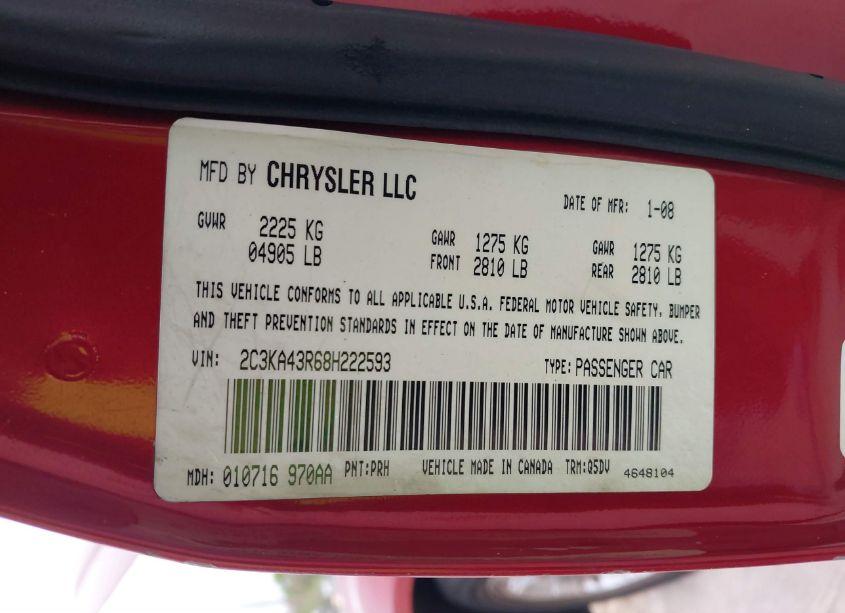 MFD BY CHRYSLER LLC DATE OF MFR: 1-08
GVWR 2225 KG GAWR 1275 KG GAWR 1275 KG
04905 LB FRONT 2810 LB REAR 2810 LB
THIS VEHICLE CONFORMS TO ALL APPLICABLE U.S.A. FEDERAL MOTOR VEHICLE SAFETY, BUMPER
AND THEFT PREVENTION STANDARDS IN EFFECT ON THE DATE OF MANUFACTURE SHOWN ABOVE.
VIN: 2C3KA43R68H222593 TYPE: PASSENGER CAR
MDH: 010716 970AA PNT:PRH VEHICLE MADE IN CANADA TRM:Q5DV 4648104